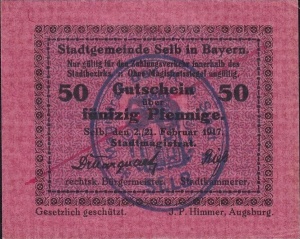 Stadtgemeinde Selb in Bayern.
Nur gültig für den Zahlungsverkehr innerhalb des
Stadtbezirks. Ohne Magistratssiegel ungültig.
50 Gutschein 50
über
fünfzig Pfennige.
Selb, den 2./21. Februar 1917.
Stadtmagistrat.
rechtsk. Bürgermeister. Stadtkämmerer.
Gesetzlich geschützt. J. P. Himmer, Augsburg.